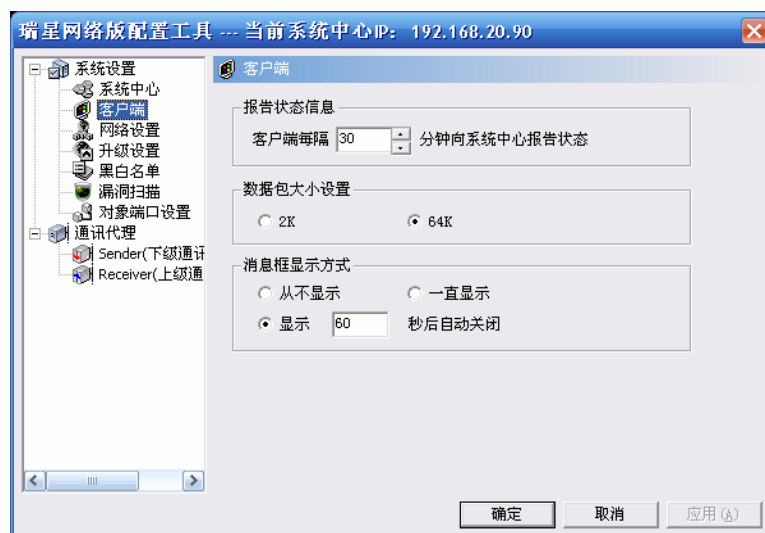 瑞星网络版配置工具 --- 当前系统中心IP: 192.168.20.90
系统设置
系统中心
客户端
网络设置
升级设置
黑白名单
漏洞扫描
对象端口设置
通讯代理
Sender(下级通讯
Receiver(上级通
客户端
报告状态信息
客户端每隔 30 分钟向系统中心报告状态
数据包大小设置
2K 64K
消息框显示方式
从不显示 一直显示
显示 60 秒后自动关闭
确定 取消 应用(A)